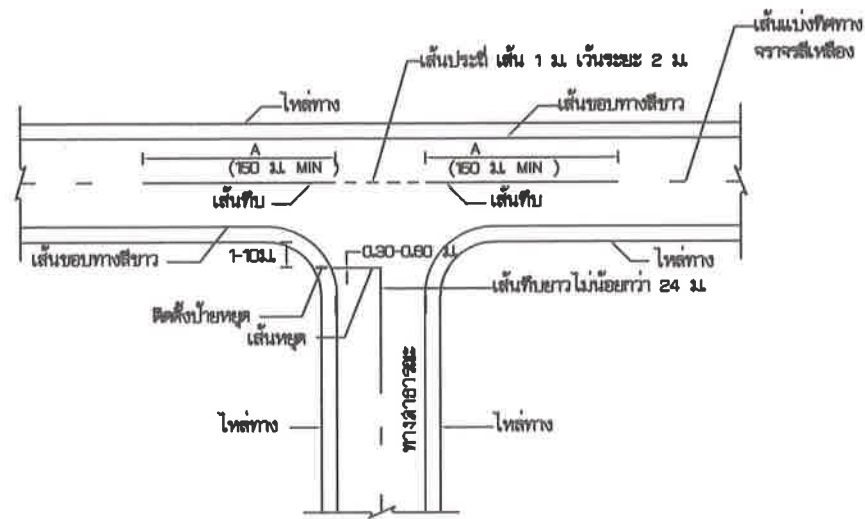 เส้นแบ่งทิศทาง
จราจรสีเหลือง
เส้นประถี่ เส้น 1 ม. เว้นระยะ 2 ม.
ไหล่ทาง
เส้นขอบทางสีขาว
A
(150 ม. MIN )
A
(150 ม. MIN )
เส้นทึบ
เส้นทึบ
เส้นขอบทางสีขาว
1-10ม.
0.30-0.60 ม.
ไหล่ทาง
เส้นทึบยาวไม่น้อยกว่า 24 ม.
ติดตั้งป้ายหยุด
เส้นหยุด
ทางสาธารณะ
ไหล่ทาง
ไหล่ทาง